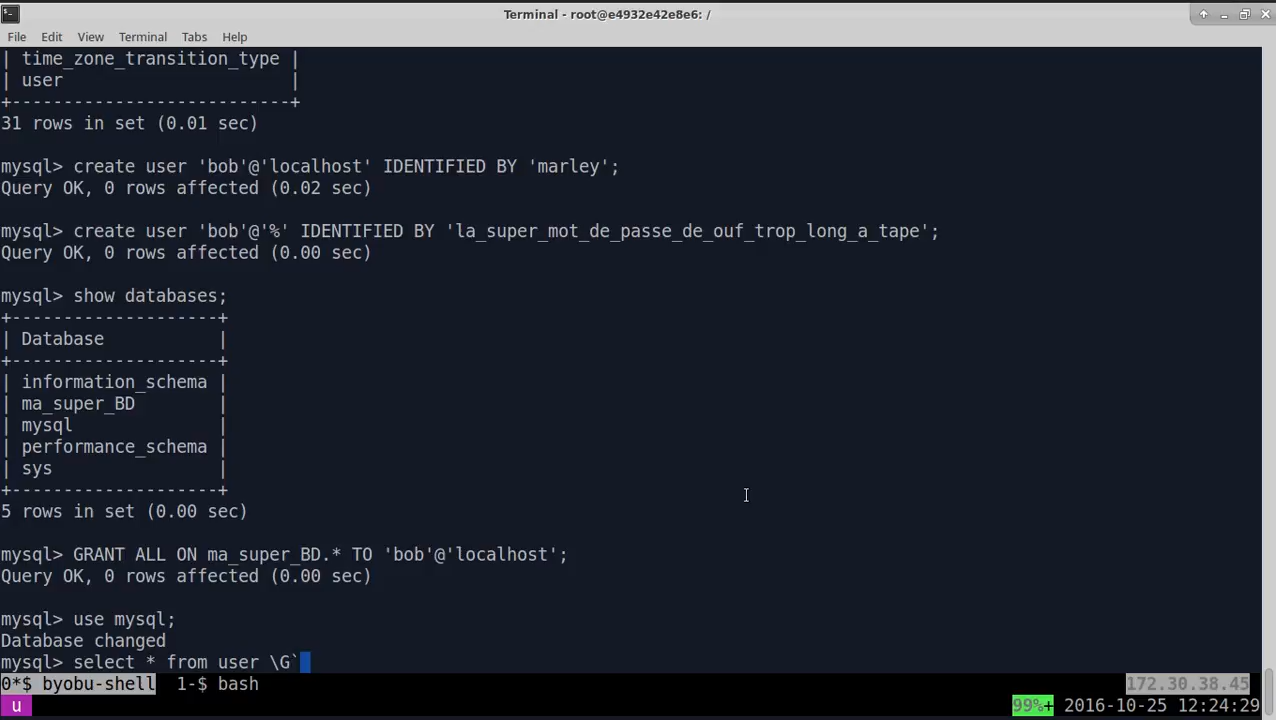 Terminal - root@e4932e42e8e6: /
File Edit View Terminal Tabs Help
| time_zone_transition_type |
| user                      |
+---------------------------+
31 rows in set (0.01 sec)
mysql> create user 'bob'@'localhost' IDENTIFIED BY 'marley';
Query OK, 0 rows affected (0.02 sec)
mysql> create user 'bob'@'%' IDENTIFIED BY 'la_super_mot_de_passe_de_ouf_trop_long_a_tape';
Query OK, 0 rows affected (0.00 sec)
mysql> show databases;
+--------------------+
| Database           |
+--------------------+
| information_schema |
| ma_super_BD        |
| mysql              |
| performance_schema |
| sys                |
+--------------------+
5 rows in set (0.00 sec)
mysql> GRANT ALL ON ma_super_BD.* TO 'bob'@'localhost';
Query OK, 0 rows affected (0.00 sec)
mysql> use mysql;
Database changed
mysql> select * from user \G`
0*$ byobu-shell  1-$ bash 172.30.38.45
u 99%+ 2016-10-25 12:24:29